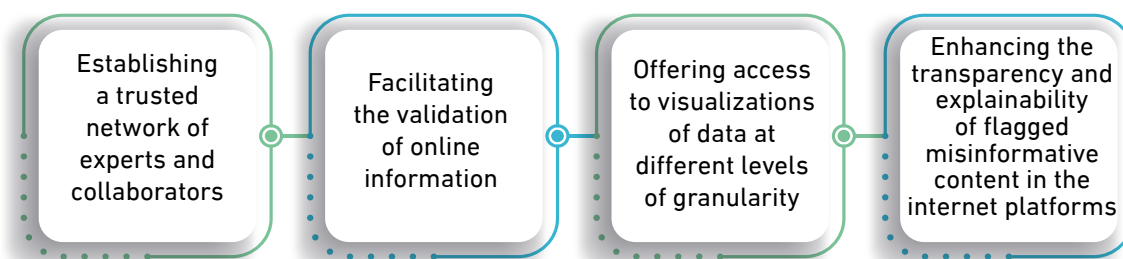 Establishing
a trusted
network of
experts and
collaborators
Facilitating
the validation
of online
information
Offering access
to visualizations
of data at
different levels
of granularity
Enhancing the
transparency and
explainability
of flagged
misinformative
content in the
internet platforms